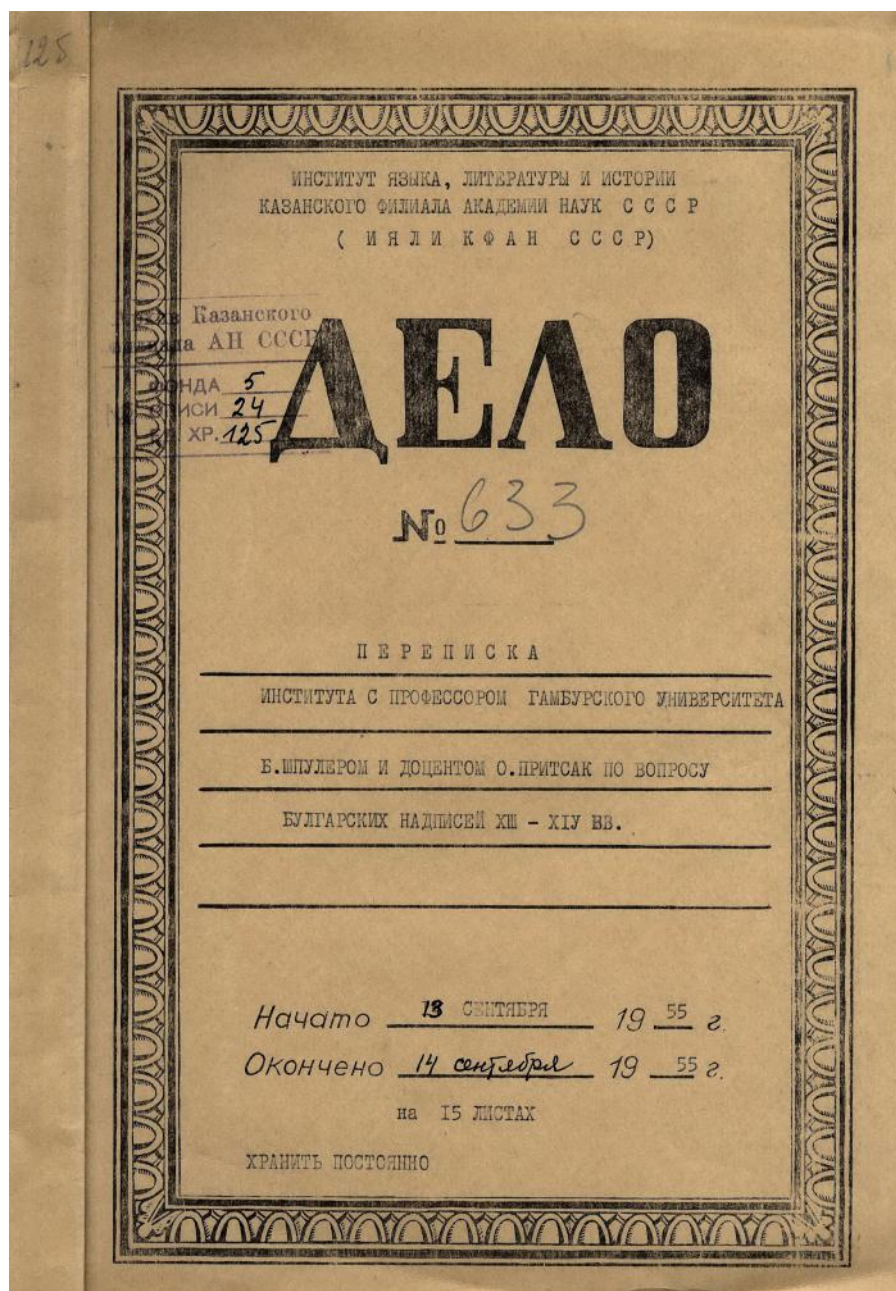 125
ИНСТИТУТ ЯЗЫКА, ЛИТЕРАТУРЫ И ИСТОРИИ
КАЗАНСКОГО ФИЛИАЛА АКАДЕМИИ НАУК С С С Р
( И Я Л И К Ф А Н С С С Р)
Казанского
АН СССР
ФОНДА 5
ОПИСИ 24
ХР. 125
ДЕЛО
№ 633
П Е Р Е П И С К А
ИНСТИТУТА С ПРОФЕССОРОМ ГАМБУРСКОГО УНИВЕРСИТЕТА
Б.ШПУЛЕРОМ И ДОЦЕНТОМ О.ПРИТСАК ПО ВОПРОСУ
БУЛГАРСКИХ НАДПИСЕЙ XIII - XIУ ВВ.
Начато 13 СЕНТЯБРЯ 19 55 г.
Окончено 14 сентября 19 55 г.
на I5 ЛИСТАХ
ХРАНИТЬ ПОСТОЯННО